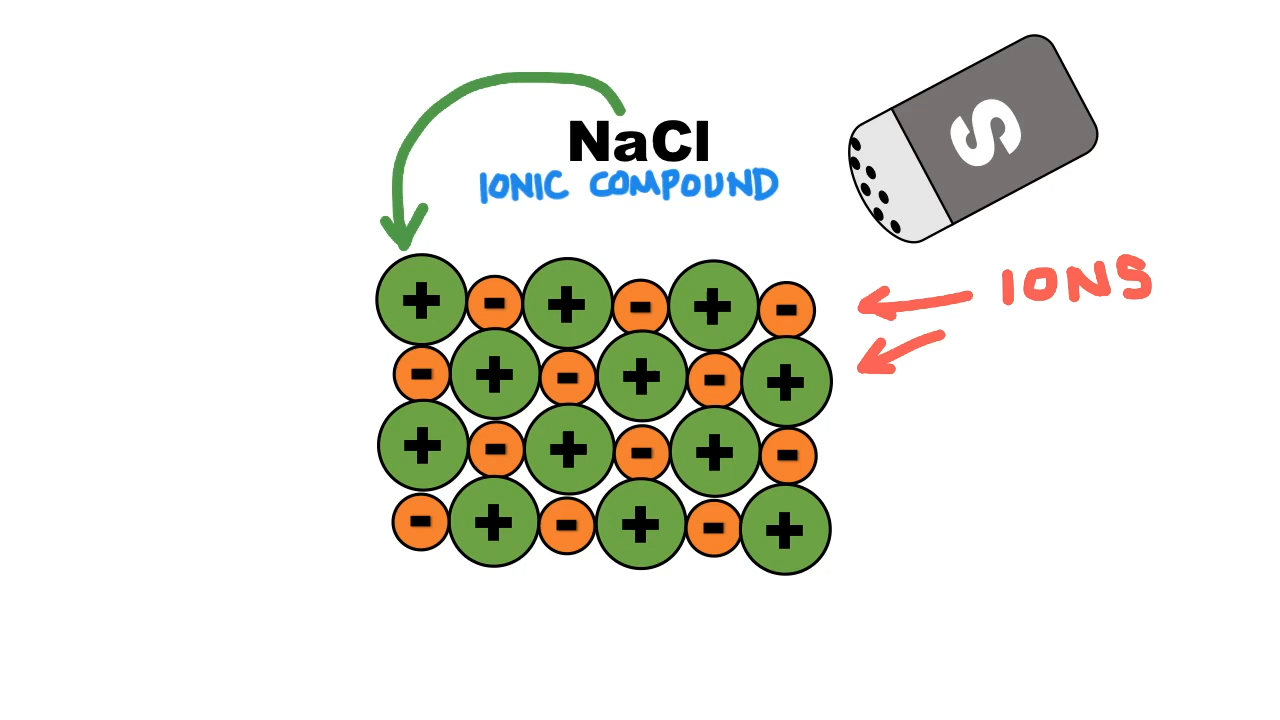 NaCl
IONIC COMPOUND
S
IONS
+ - + - + -
- + - + - +
+ - + - + -
- + - + - +